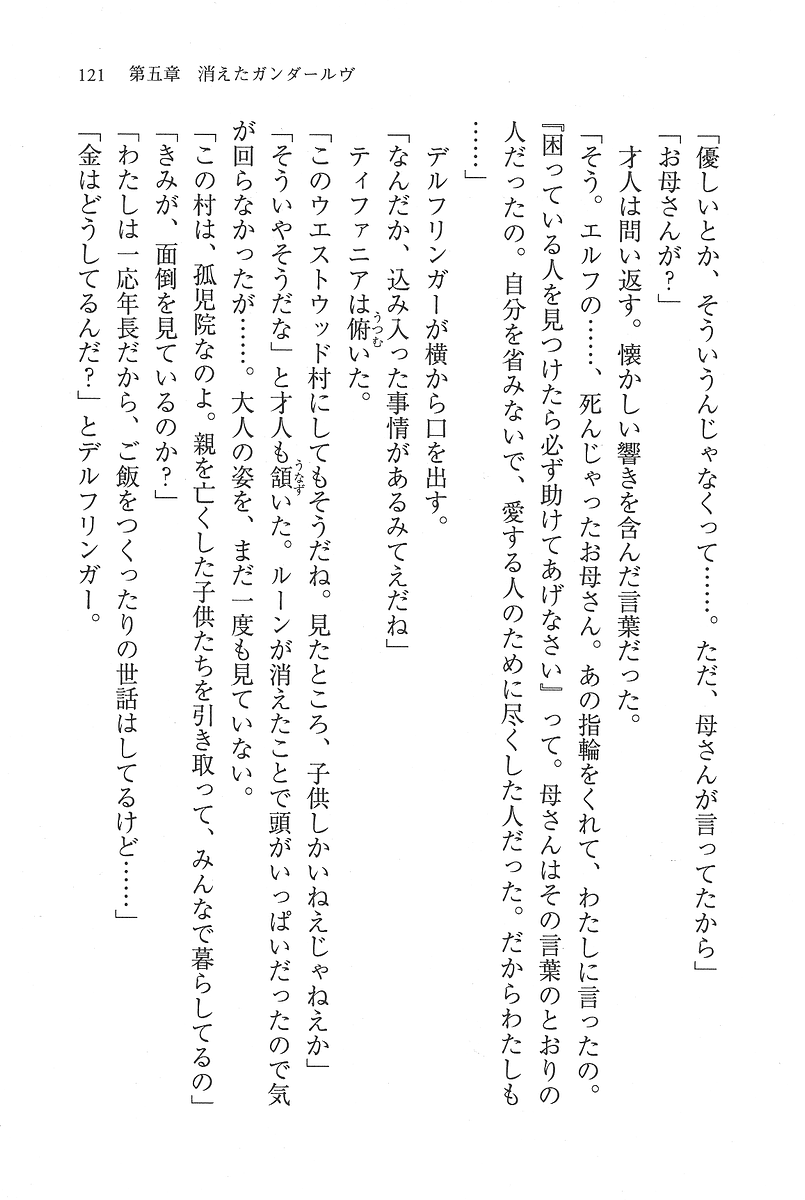 121　第五章　消えたガンダールヴ
「優しいとか、そういうんじゃなくって……。ただ、母さんが言ってたから」
「お母さんが？」
才人は問い返す。懐かしい響きを含んだ言葉だった。
「そう。エルフの……、死んじゃったお母さん。あの指輪をくれて、わたしに言ったの。
『困っている人を見つけたら必ず助けてあげなさい』って。母さんはその言葉のとおりの
人だったの。自分を省みないで、愛する人のために尽くした人だった。だからわたしも
……」
デルフリンガーが横から口を出す。
「なんだか、込み入った事情があるみてえだね」
ティファニアは俯いた。
「このウエストウッド村にしてもそうだね。見たところ、子供しかいねえじゃねえか」
「そういやそうだな」と才人も頷いた。ルーンが消えたことで頭がいっぱいだったので気
が回らなかったが……。大人の姿を、まだ一度も見ていない。
「この村は、孤児院なのよ。親を亡くした子供たちを引き取って、みんなで暮らしてるの」
「きみが、面倒を見ているのか？」
「わたしは一応年長だから、ご飯をつくったりの世話はしてるけど……」
「金はどうしてるんだ？」とデルフリンガー。